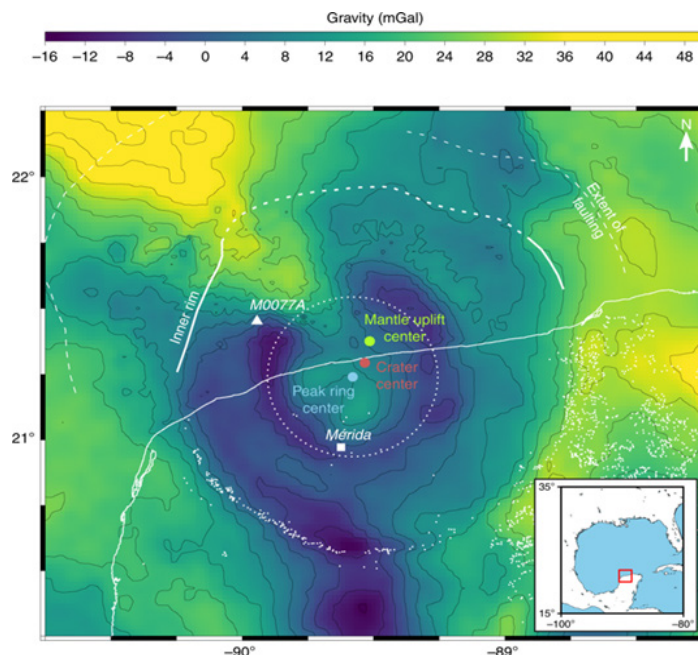 Gravity (mGal)
−16 −12 −8 −4 0 4 8 12 16 20 24 28 32 36 40 44 48
N
22°
Extent of
faulting
Inner rim
M0077A
Mantle uplift
center
Crater
center
Peak ring
center
21°
Mérida
35°
15°
−100° −80°
−90° −89°